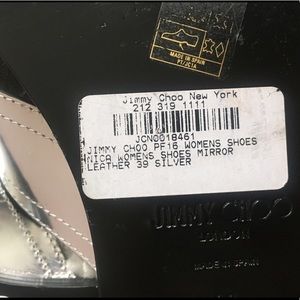 MADE IN SPAIN
Jimmy Choo New York
212 319 1111
JCN0018461
JIMMY CHOO PF16 WOMENS SHOES
NICA WOMENS SHOES MIRROR
LEATHER 39 SILVER
JIMMY CHOO
LONDON
MADE IN SPAIN